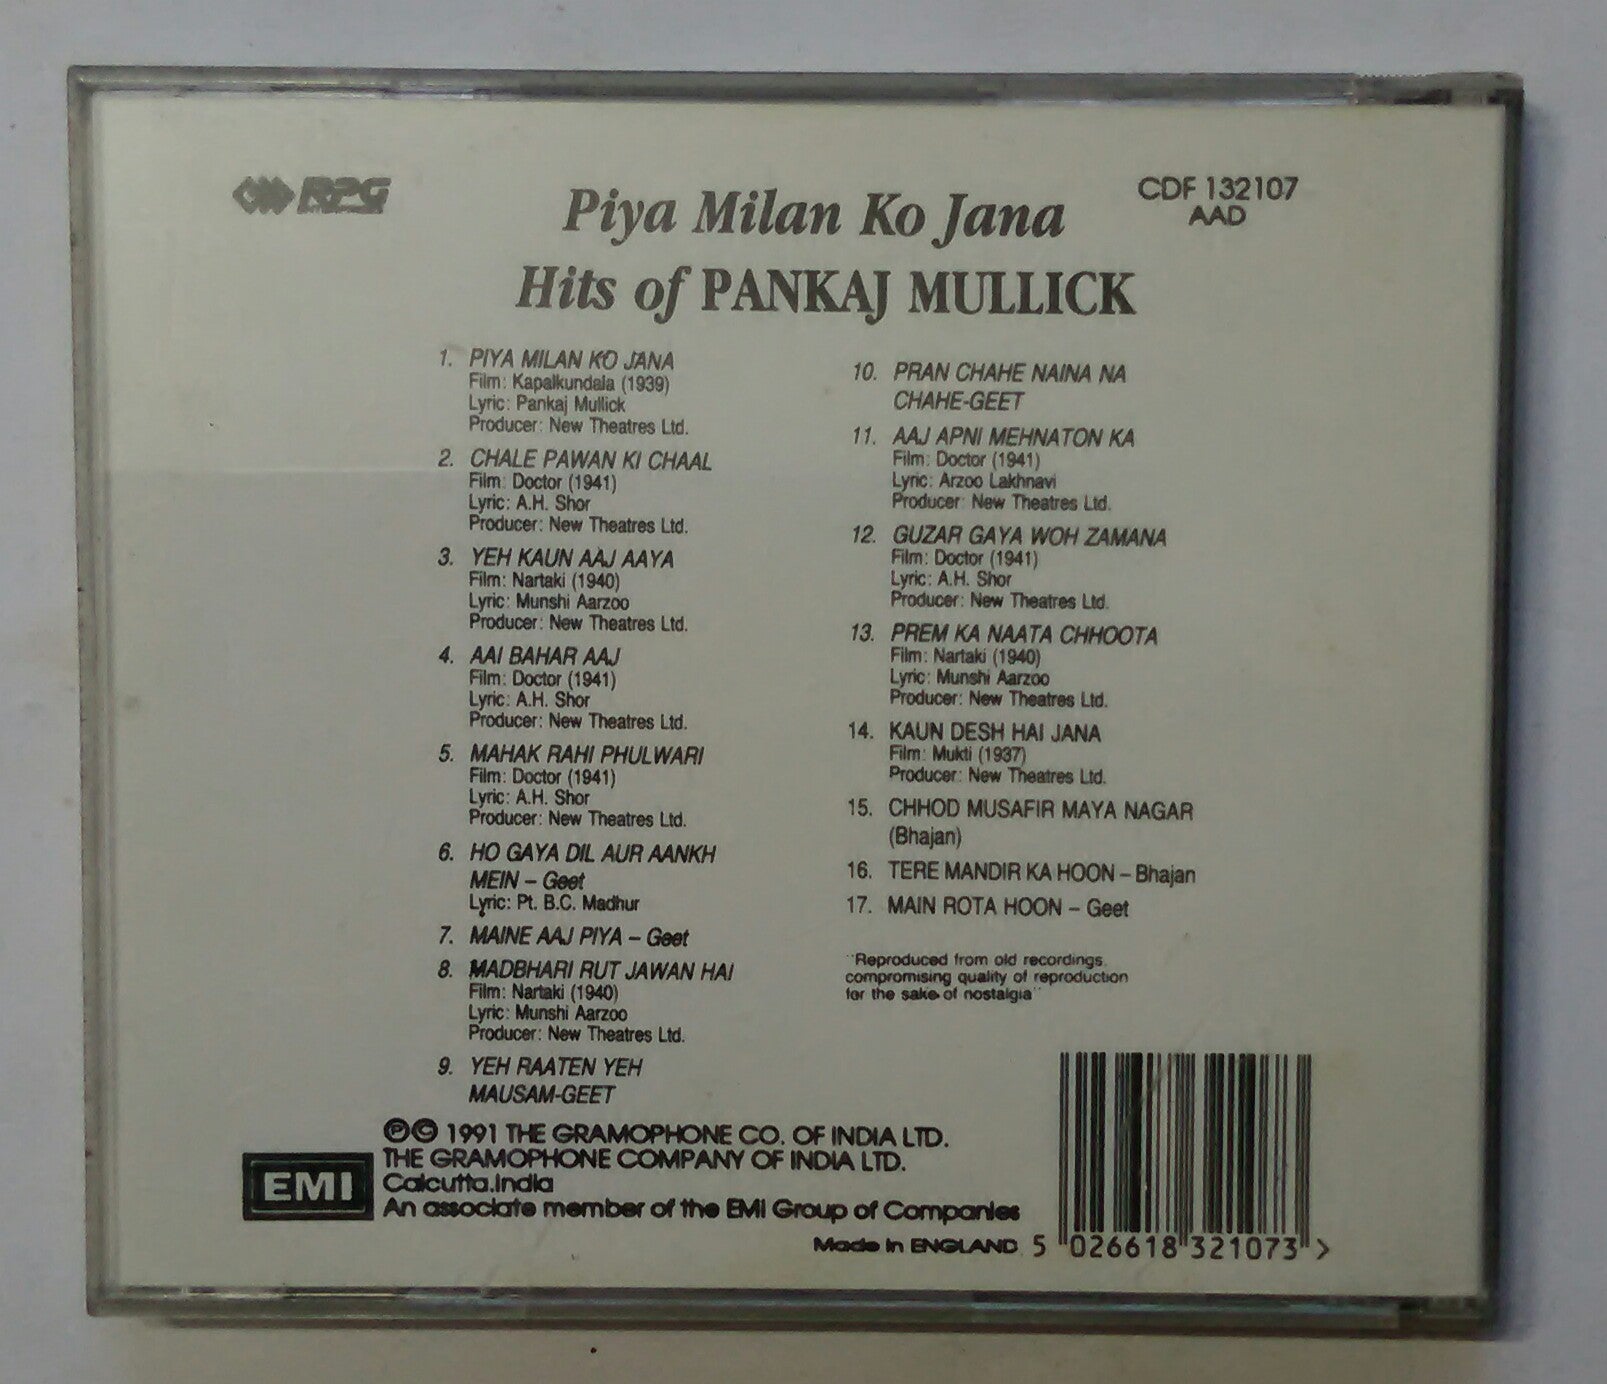 RPG
CDF 132107
AAD
Piya Milan Ko Jana
Hits of PANKAJ MULLICK
1. PIYA MILAN KO JANA
Film: Kapalkundala (1939)
Lyric: Pankaj Mullick
Producer: New Theatres Ltd.
2. CHALE PAWAN KI CHAAL
Film: Doctor (1941)
Lyric: A.H. Shor
Producer: New Theatres Ltd.
3. YEH KAUN AAJ AAYA
Film: Nartaki (1940)
Lyric: Munshi Aarzoo
Producer: New Theatres Ltd.
4. AAI BAHAR AAJ
Film: Doctor (1941)
Lyric: A.H. Shor
Producer: New Theatres Ltd.
5. MAHAK RAHI PHULWARI
Film: Doctor (1941)
Lyric: A.H. Shor
Producer: New Theatres Ltd.
6. HO GAYA DIL AUR AANKH
MEIN – Geet
Lyric: Pt. B.C. Madhur
7. MAINE AAJ PIYA – Geet
8. MADBHARI RUT JAWAN HAI
Film: Nartaki (1940)
Lyric: Munshi Aarzoo
Producer: New Theatres Ltd.
9. YEH RAATEN YEH
MAUSAM-GEET
10. PRAN CHAHE NAINA NA
CHAHE-GEET
11. AAJ APNI MEHNATON KA
Film: Doctor (1941)
Lyric: Arzoo Lakhnavi
Producer: New Theatres Ltd.
12. GUZAR GAYA WOH ZAMANA
Film: Doctor (1941)
Lyric: A.H. Shor
Producer: New Theatres Ltd.
13. PREM KA NAATA CHHOOTA
Film: Nartaki (1940)
Lyric: Munshi Aarzoo
Producer: New Theatres Ltd.
14. KAUN DESH HAI JANA
Film: Mukti (1937)
Producer: New Theatres Ltd.
15. CHHOD MUSAFIR MAYA NAGAR
(Bhajan)
16. TERE MANDIR KA HOON – Bhajan
17. MAIN ROTA HOON – Geet
"Reproduced from old recordings,
compromising quality of reproduction
for the sake of nostalgia"
℗© 1991 THE GRAMOPHONE CO. OF INDIA LTD.
THE GRAMOPHONE COMPANY OF INDIA LTD.
Calcutta.India
An associate member of the EMI Group of Companies
EMI
Made in ENGLAND
5 026618 321073 >